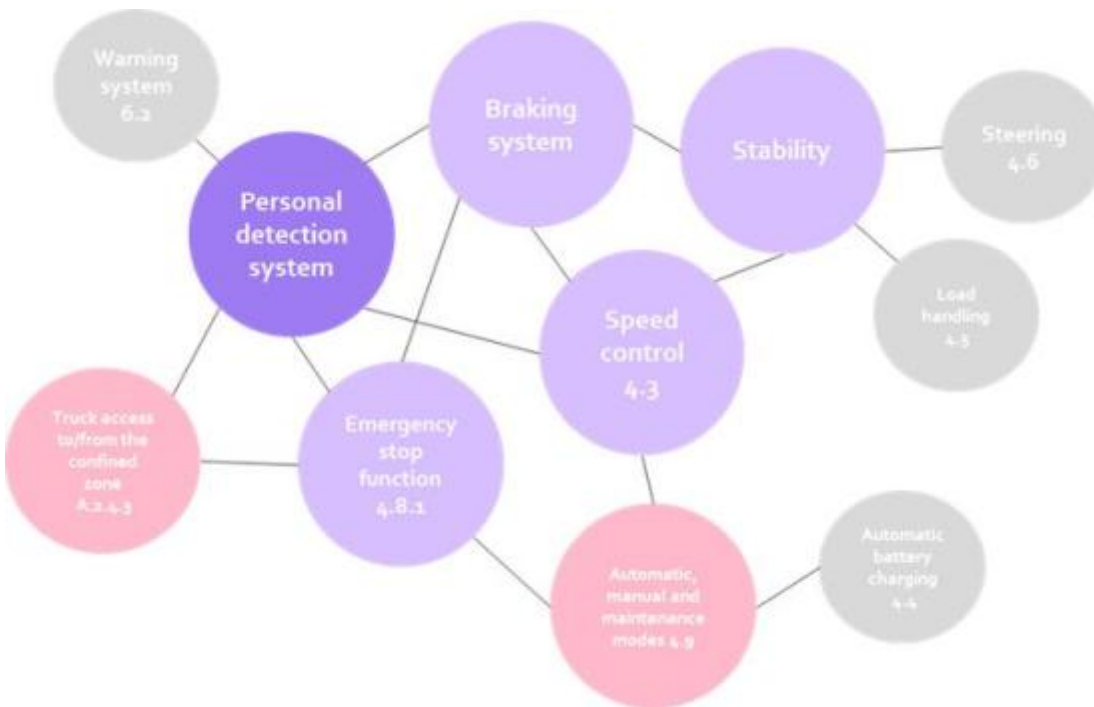 Warning
system
6.2
Braking
system
Stability
Steering
4.6
Personal
detection
system
Load
handling
4.5
Speed
control
4.3
Truck access
to/from the
confined
zone
A.2.4.3
Emergency
stop
function
4.8.1
Automatic,
manual and
maintenance
modes 4.9
Automatic
battery
charging
4.4